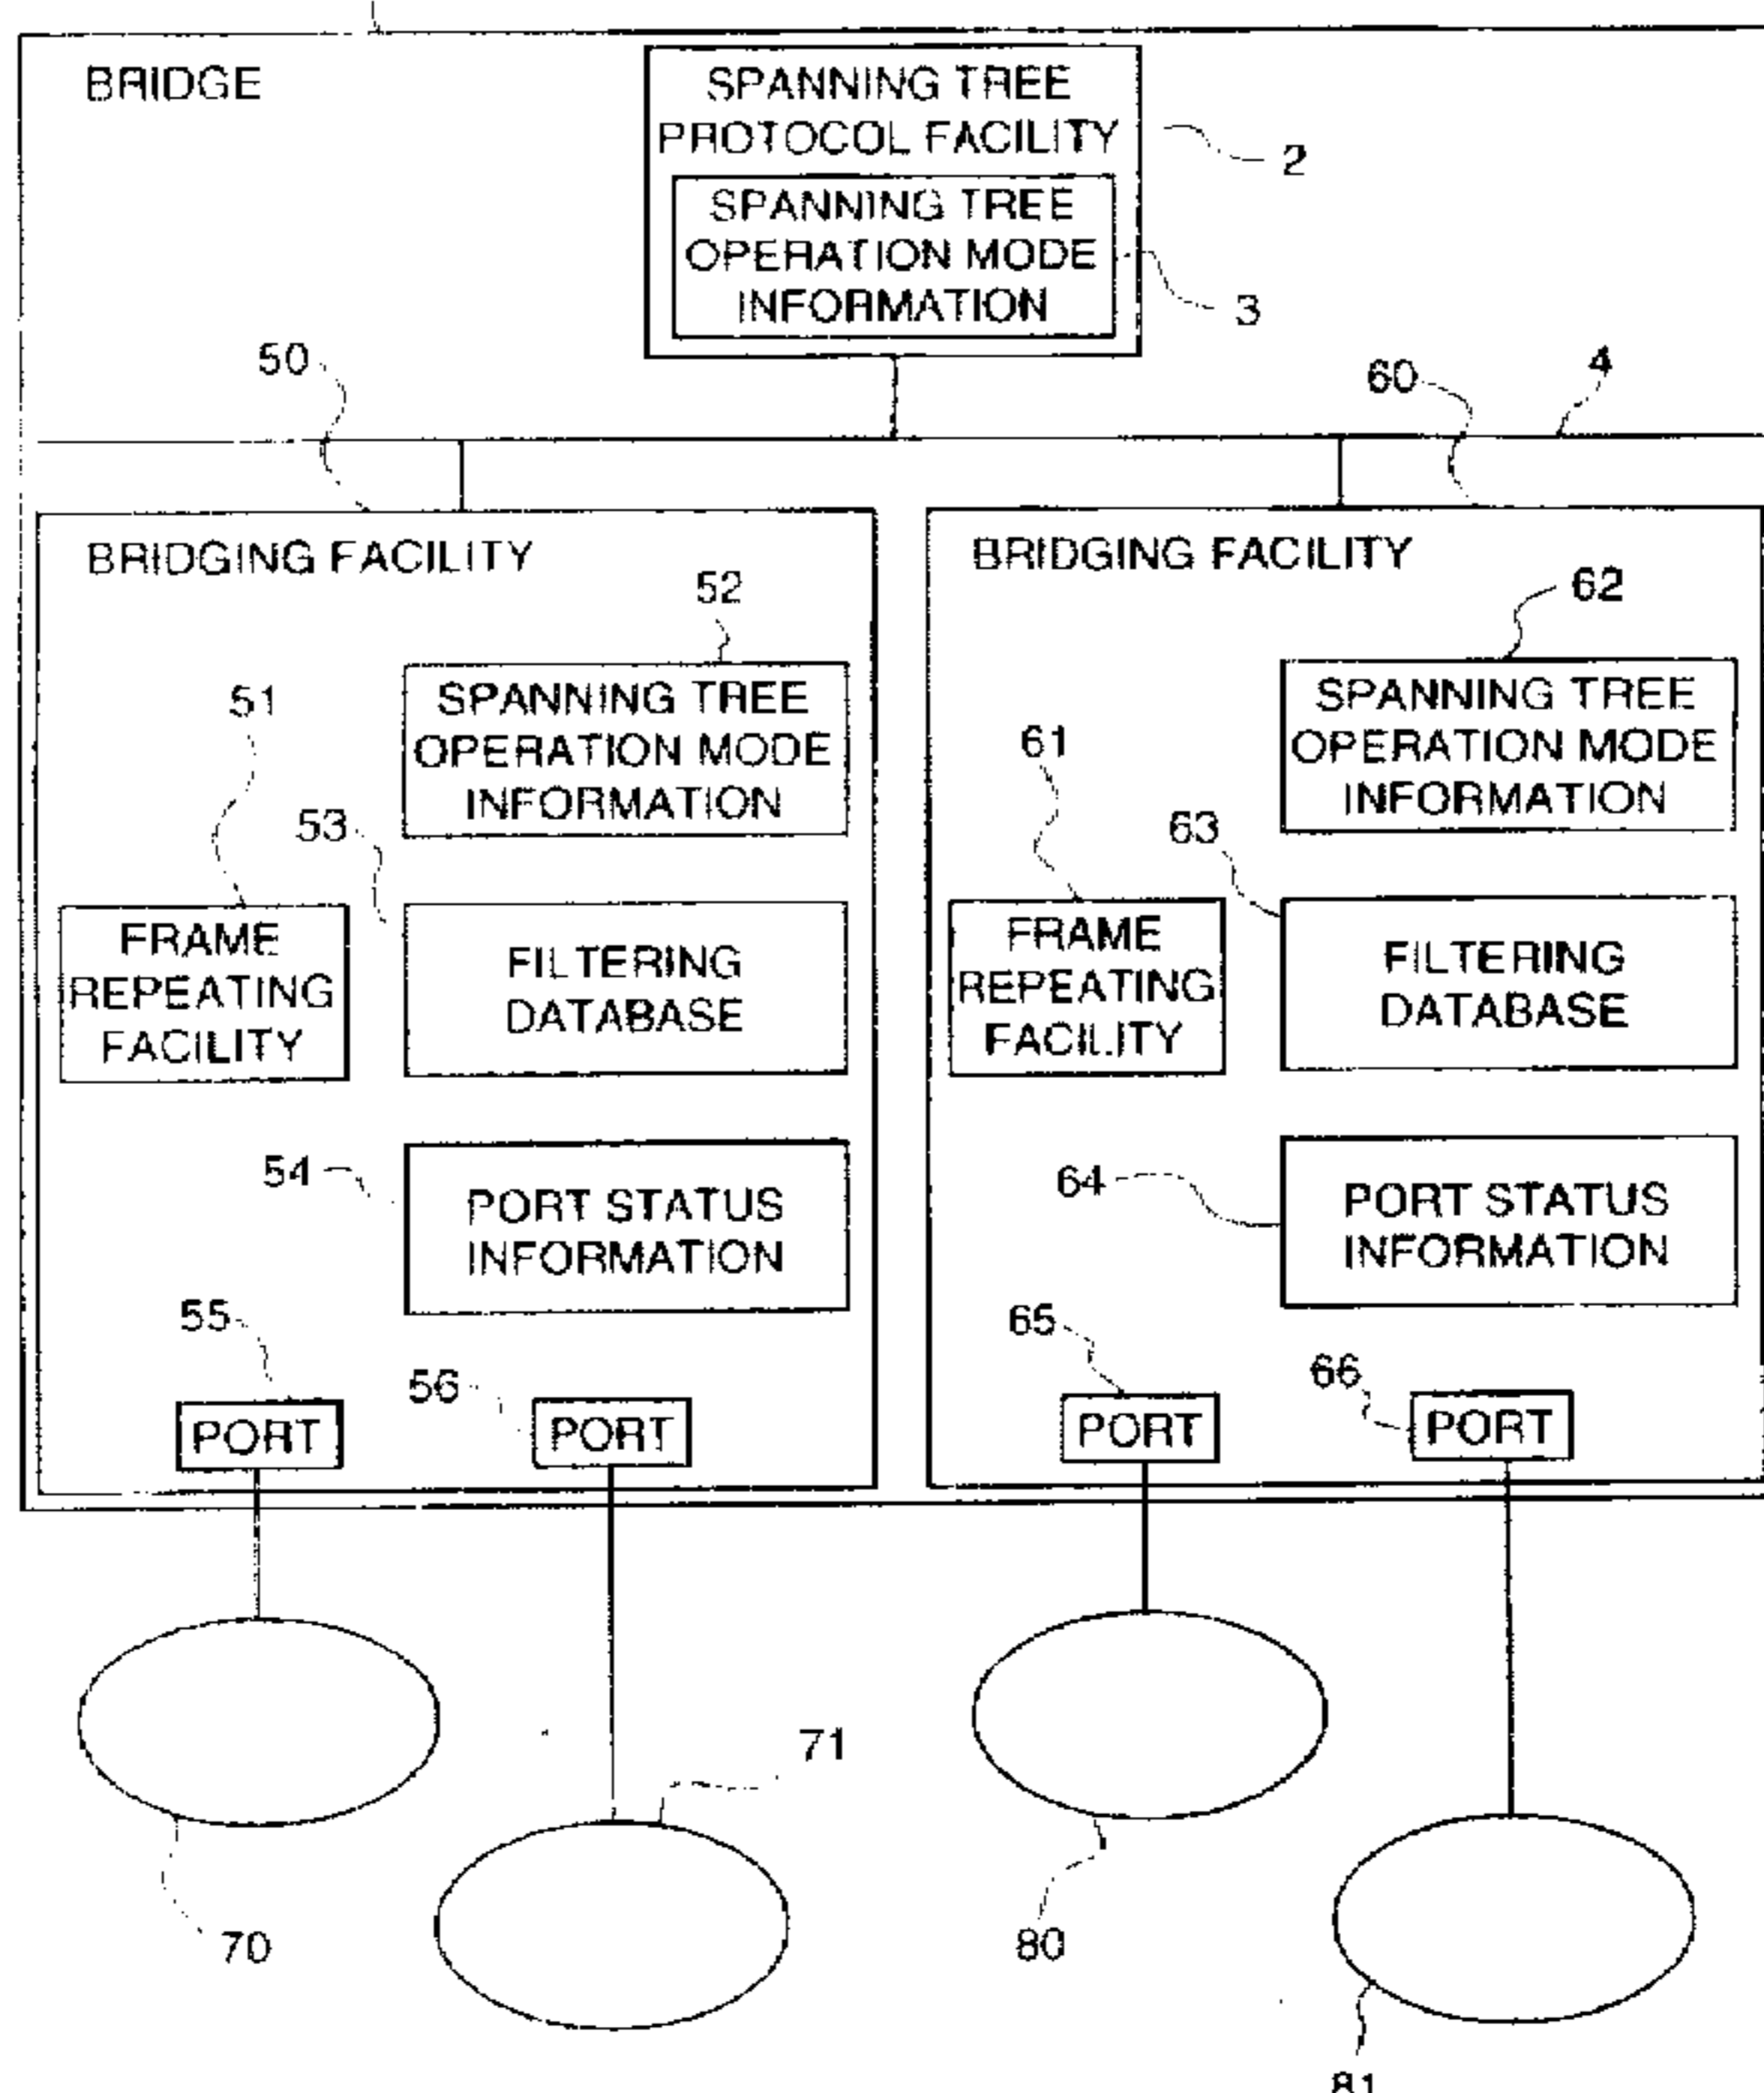 BRIDGE
SPANNING TREE
PROTOCOL FACILITY
2
SPANNING TREE
OPERATION MODE
INFORMATION
3
50
60
4
BRIDGING FACILITY
52
SPANNING TREE
OPERATION MODE
INFORMATION
51
53
FRAME
REPEATING
FACILITY
FILTERING
DATABASE
54
PORT STATUS
INFORMATION
55
56
PORT
PORT
BRIDGING FACILITY
62
SPANNING TREE
OPERATION MODE
INFORMATION
61
63
FRAME
REPEATING
FACILITY
FILTERING
DATABASE
64
PORT STATUS
INFORMATION
65
66
PORT
PORT
71
70
80
81